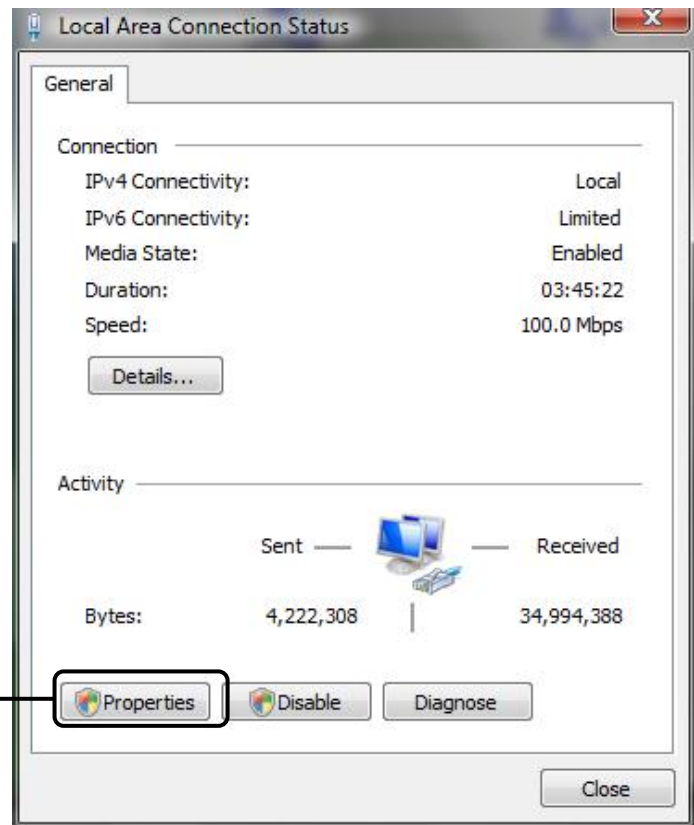 Local Area Connection Status
General
Connection
IPv4 Connectivity: Local
IPv6 Connectivity: Limited
Media State: Enabled
Duration: 03:45:22
Speed: 100.0 Mbps
Details...
Activity
Sent Received
Bytes: 4,222,308 34,994,388
Properties Disable Diagnose
Close